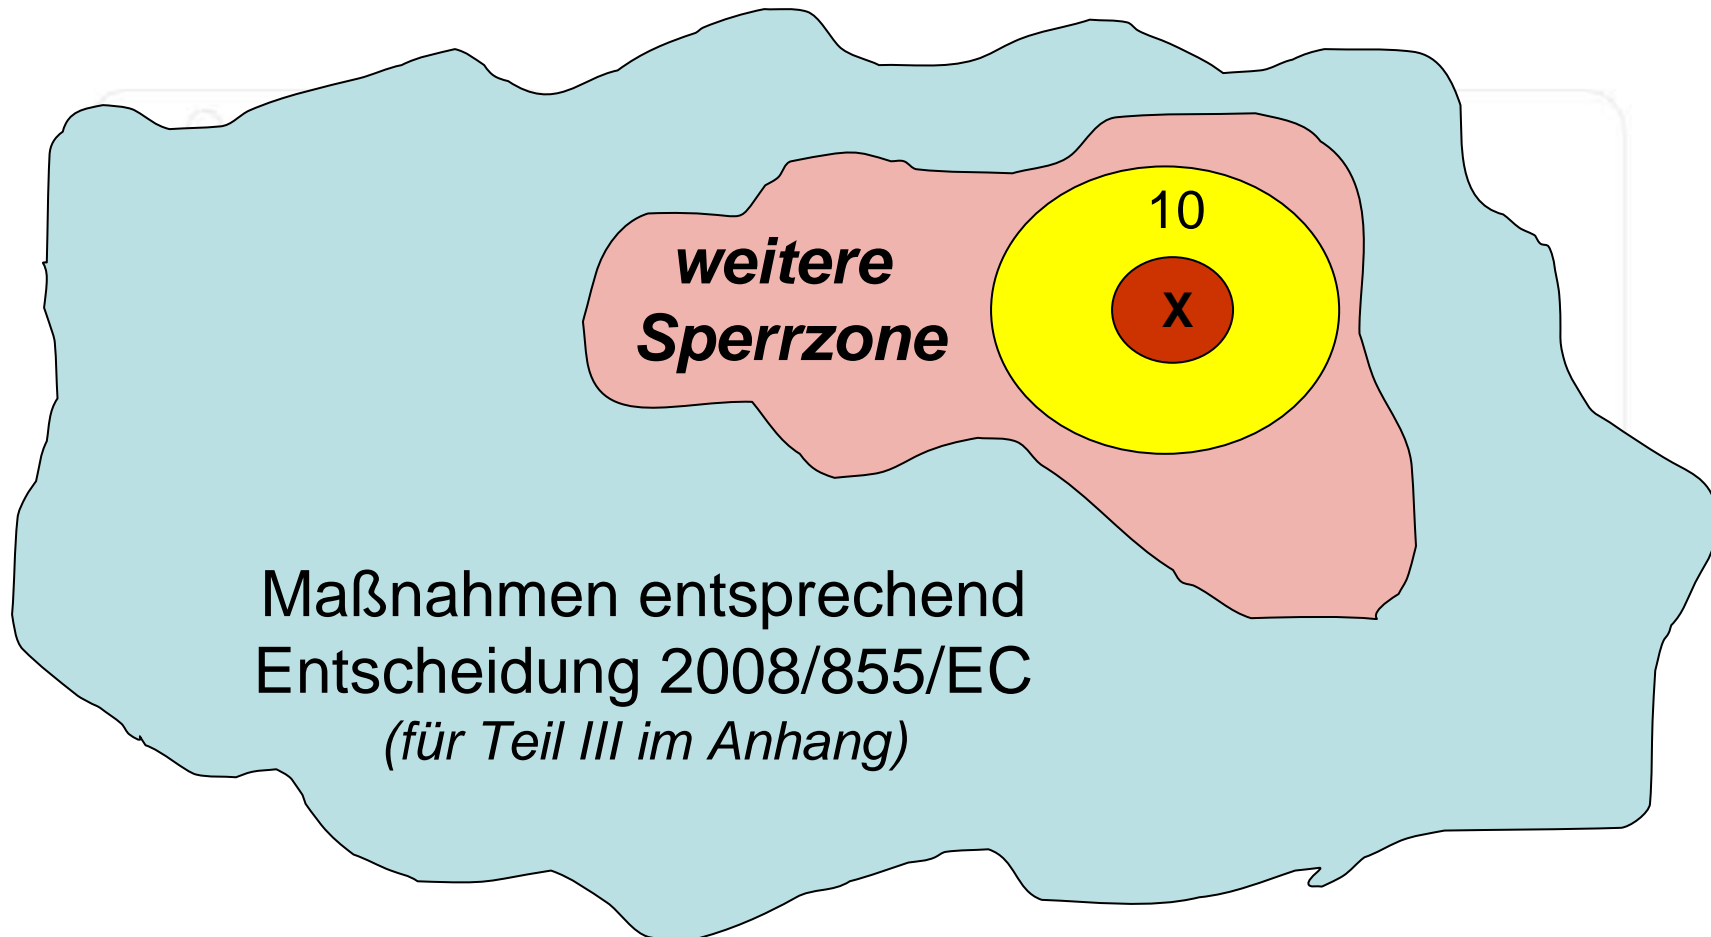 10
weitere
x
Sperrzone
Maßnahmen entsprechend
Entscheidung 2008/855/EC
(für Teil III im Anhang)